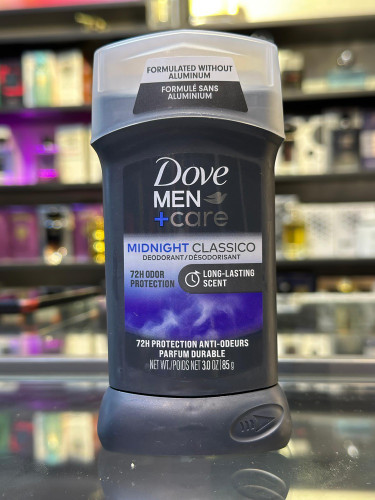 FORMULATED WITHOUT
ALUMINUM
FORMULÉ SANS
ALUMINIUM
Dove
MEN
+care
MIDNIGHT CLASSICO
DEODORANT/DÉSODORISANT
72H ODOR
PROTECTION
LONG-LASTING
SCENT
72H PROTECTION ANTI-ODEURS
PARFUM DURABLE
NET WT./POIDS NET 3.0 OZ|85 g